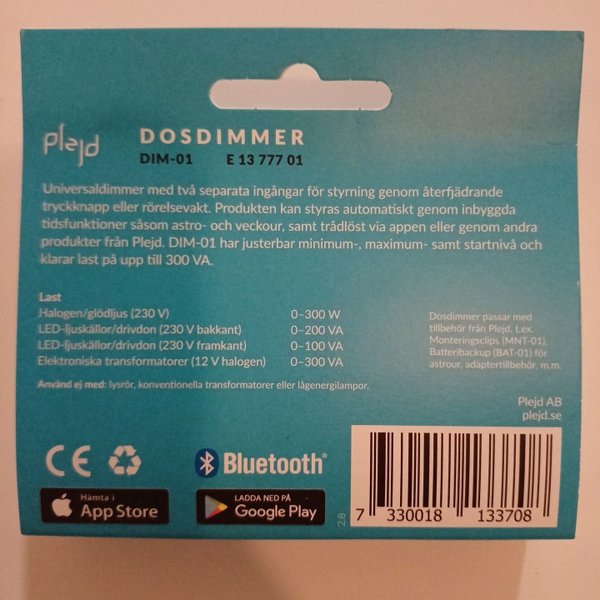 plejd
DOSDIMMER
DIM-01 E 13 777 01
Universaldimmer med två separata ingångar för styrning genom återfjädrande
tryckknapp eller rörelsevakt. Produkten kan styras automatiskt genom inbyggda
tidsfunktioner såsom astro- och veckour, samt trådlöst via appen eller genom andra
produkter från Plejd. DIM-01 har justerbar minimum-, maximum- samt startnivå och
klarar last på upp till 300 VA.
Last
Halogen/glödljus (230 V) 0–300 W
LED-ljuskällor/drivdon (230 V bakkant) 0–200 VA
LED-ljuskällor/drivdon (230 V framkant) 0–100 VA
Elektroniska transformatorer (12 V halogen) 0–300 VA
Använd ej med: lysrör, konventionella transformatorer eller lågenergilampor.
Dosdimmer passar med
tillbehör från Plejd, t.ex.
Monteringsclips (MNT-01),
Batteribackup (BAT-01) för
astrour, adaptertillbehör, m.m.
Plejd AB
plejd.se
CE
Bluetooth®
Hämta i
App Store
LADDA NED PÅ
Google Play
2.8
7 330018 133708